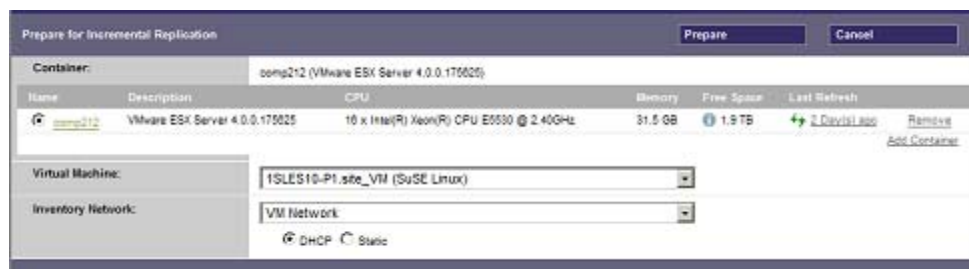 Prepare for Incremental Replication Prepare Cancel
Container: comp212 (VMware ESX Server 4.0.0.175625)
Name Description CPU Memory Free Space Last Refresh
comp212 VMware ESX Server 4.0.0.175625 16 x Intel(R) Xeon(R) CPU E5530 @ 2.40GHz 31.5 GB 1.9 TB 2 Day(s) ago Remove
Add Container
Virtual Machine: 1SLES10-P1.site_VM (SuSE Linux)
Inventory Network: VM Network
DHCP Static